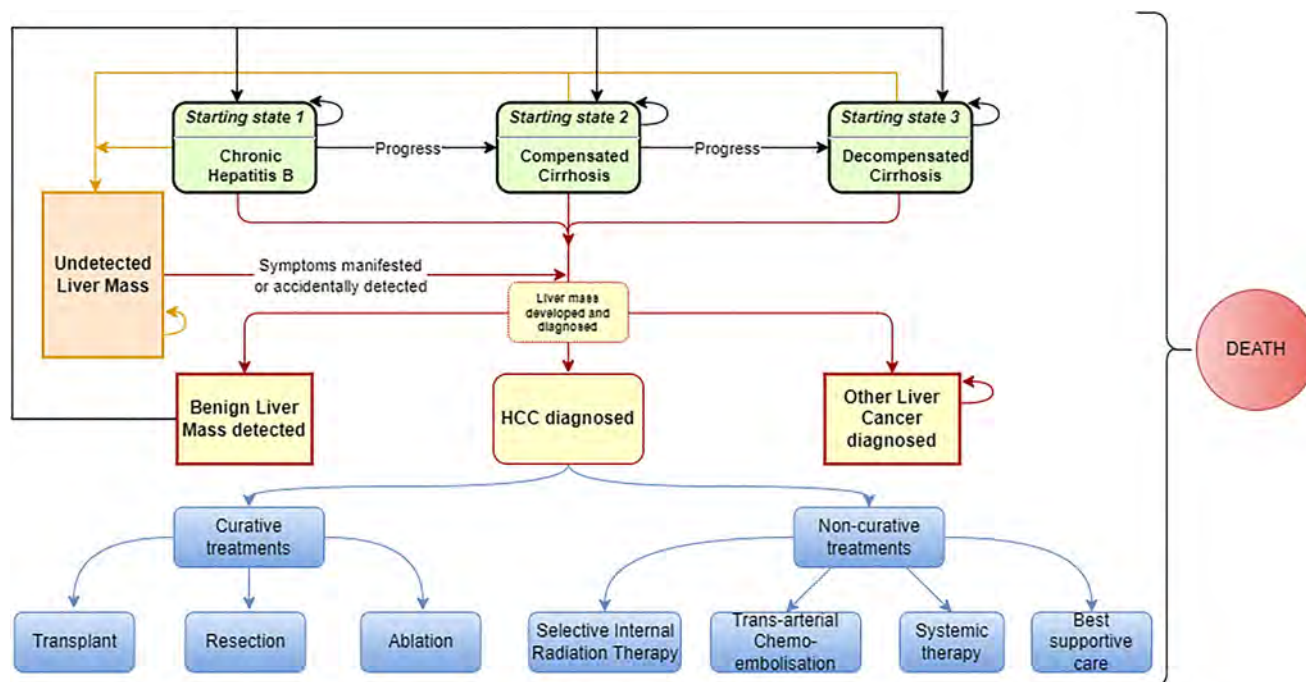 Starting state 1
Chronic
Hepatitis B
Progress
Starting state 2
Compensated
Cirrhosis
Progress
Starting state 3
Decompensated
Cirrhosis
Undetected
Liver Mass
Symptoms manifested
or accidentally detected
Liver mass
developed and
diagnosed
DEATH
Benign Liver
Mass detected
HCC diagnosed
Other Liver
Cancer
diagnosed
Curative
treatments
Non-curative
treatments
Transplant
Resection
Ablation
Selective Internal
Radiation Therapy
Trans-arterial
Chemo-
embolisation
Systemic
therapy
Best
supportive
care